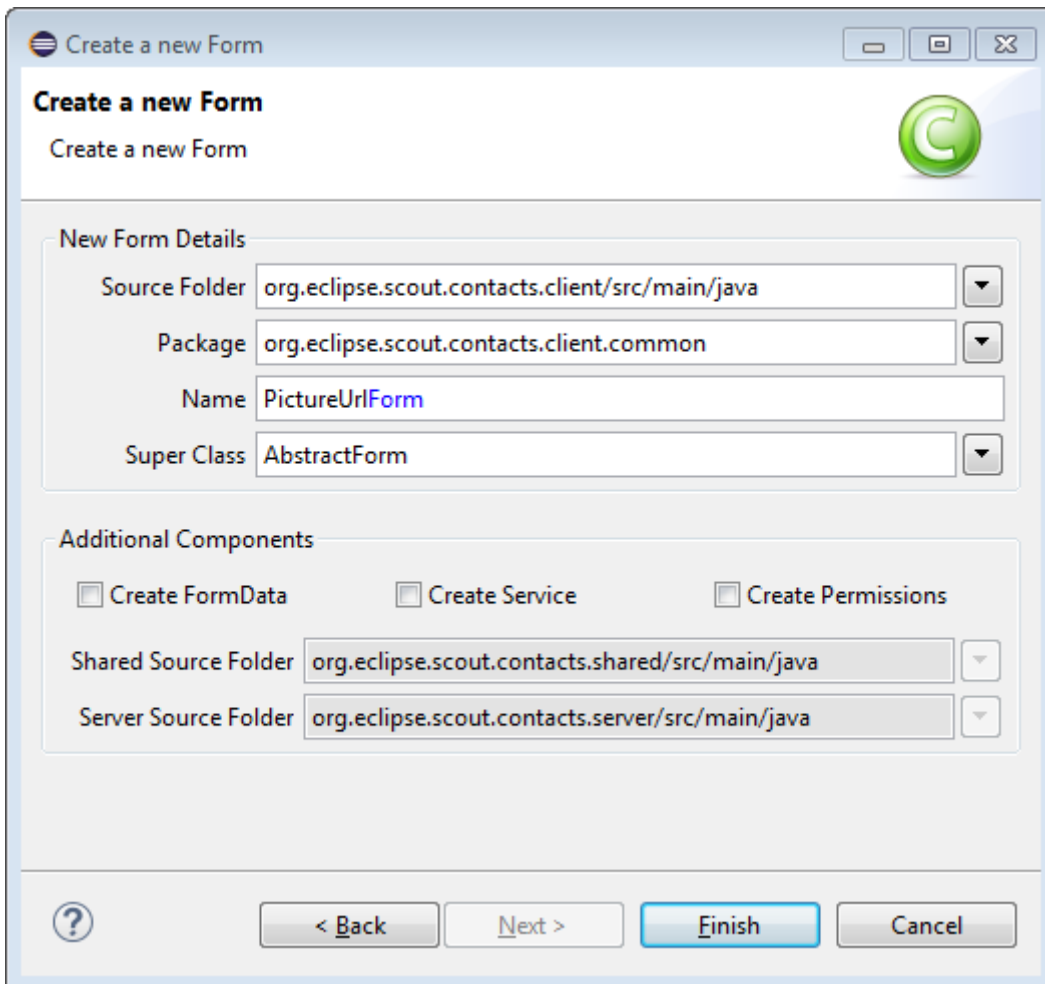 Create a new Form
Create a new Form
Create a new Form
C
New Form Details
Source Folder org.eclipse.scout.contacts.client/src/main/java
Package org.eclipse.scout.contacts.client.common
Name PictureUrlForm
Super Class AbstractForm
Additional Components
Create FormData Create Service Create Permissions
Shared Source Folder org.eclipse.scout.contacts.shared/src/main/java
Server Source Folder org.eclipse.scout.contacts.server/src/main/java
? < Back Next > Finish Cancel